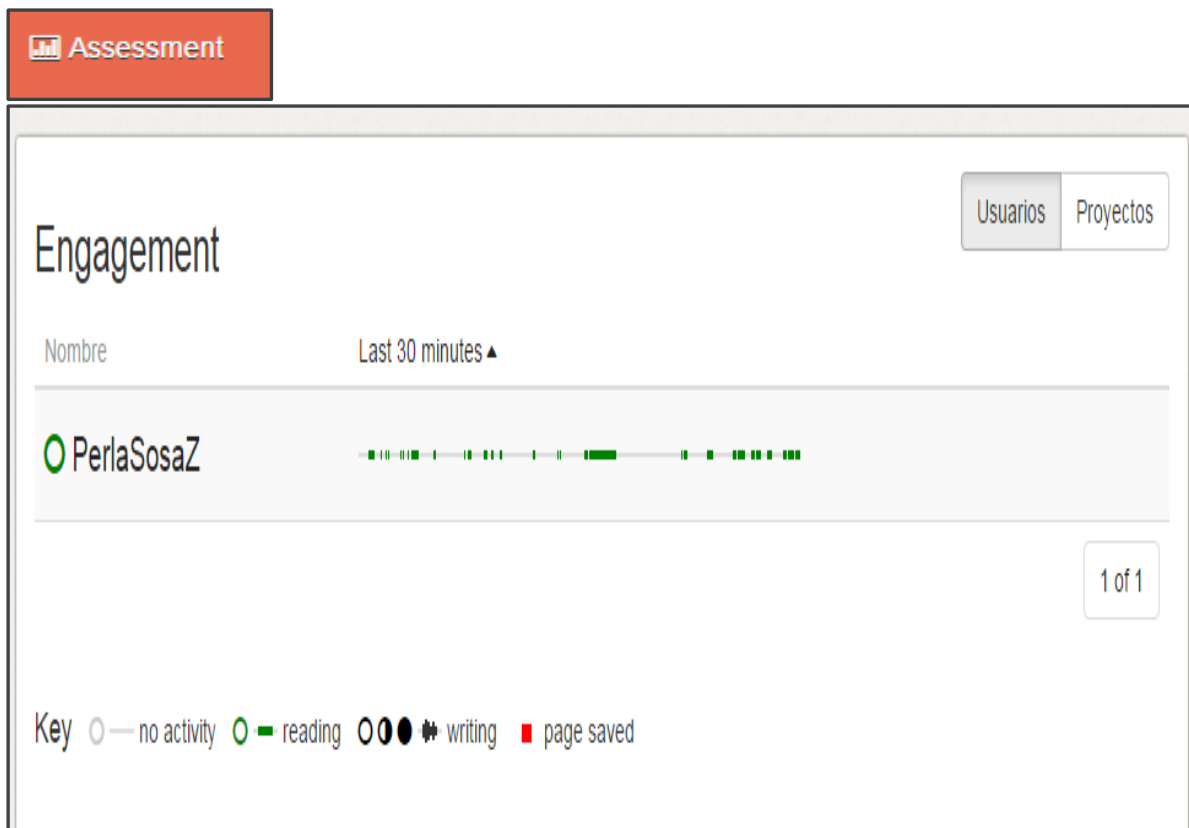 Assessment
Usuarios Proyectos
Engagement
Nombre Last 30 minutes ▲
PerlaSosaZ
1 of 1
Key no activity reading writing page saved